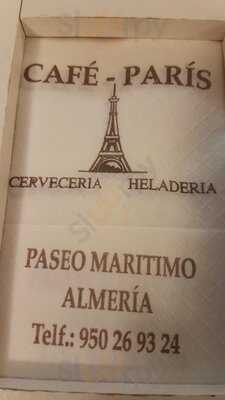 CAFÉ - PARÍS
CERVECERIA HELADERIA
PASEO MARITIMO
ALMERÍA
Telf.: 950 26 93 24